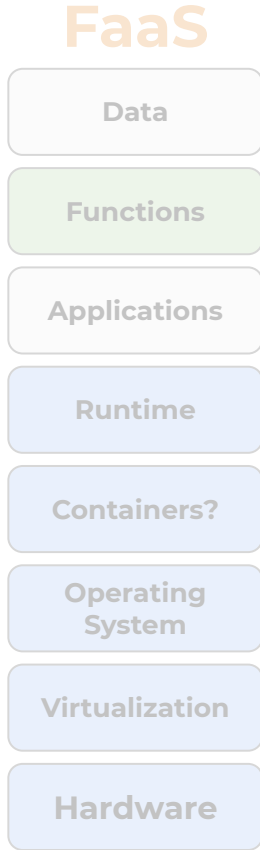 FaaS
Data
Functions
Applications
Runtime
Containers?
Operating
System
Virtualization
Hardware